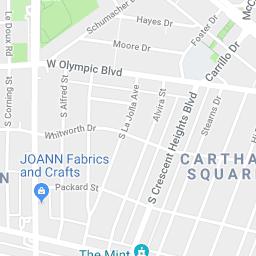 Le Doux Rd
Schumacher
Hayes Dr
Foster Dr
McC
Moore Dr
Carrillo Dr
W Olympic Blvd
S Corning St
S Alfred St
S La Jolla Ave
Alvira St
S Crescent Heights Blvd
Stearns Dr
Whitworth Dr
JOANN Fabrics
and Crafts
CARTHA
SQUARE
N
Packard St
The Mint